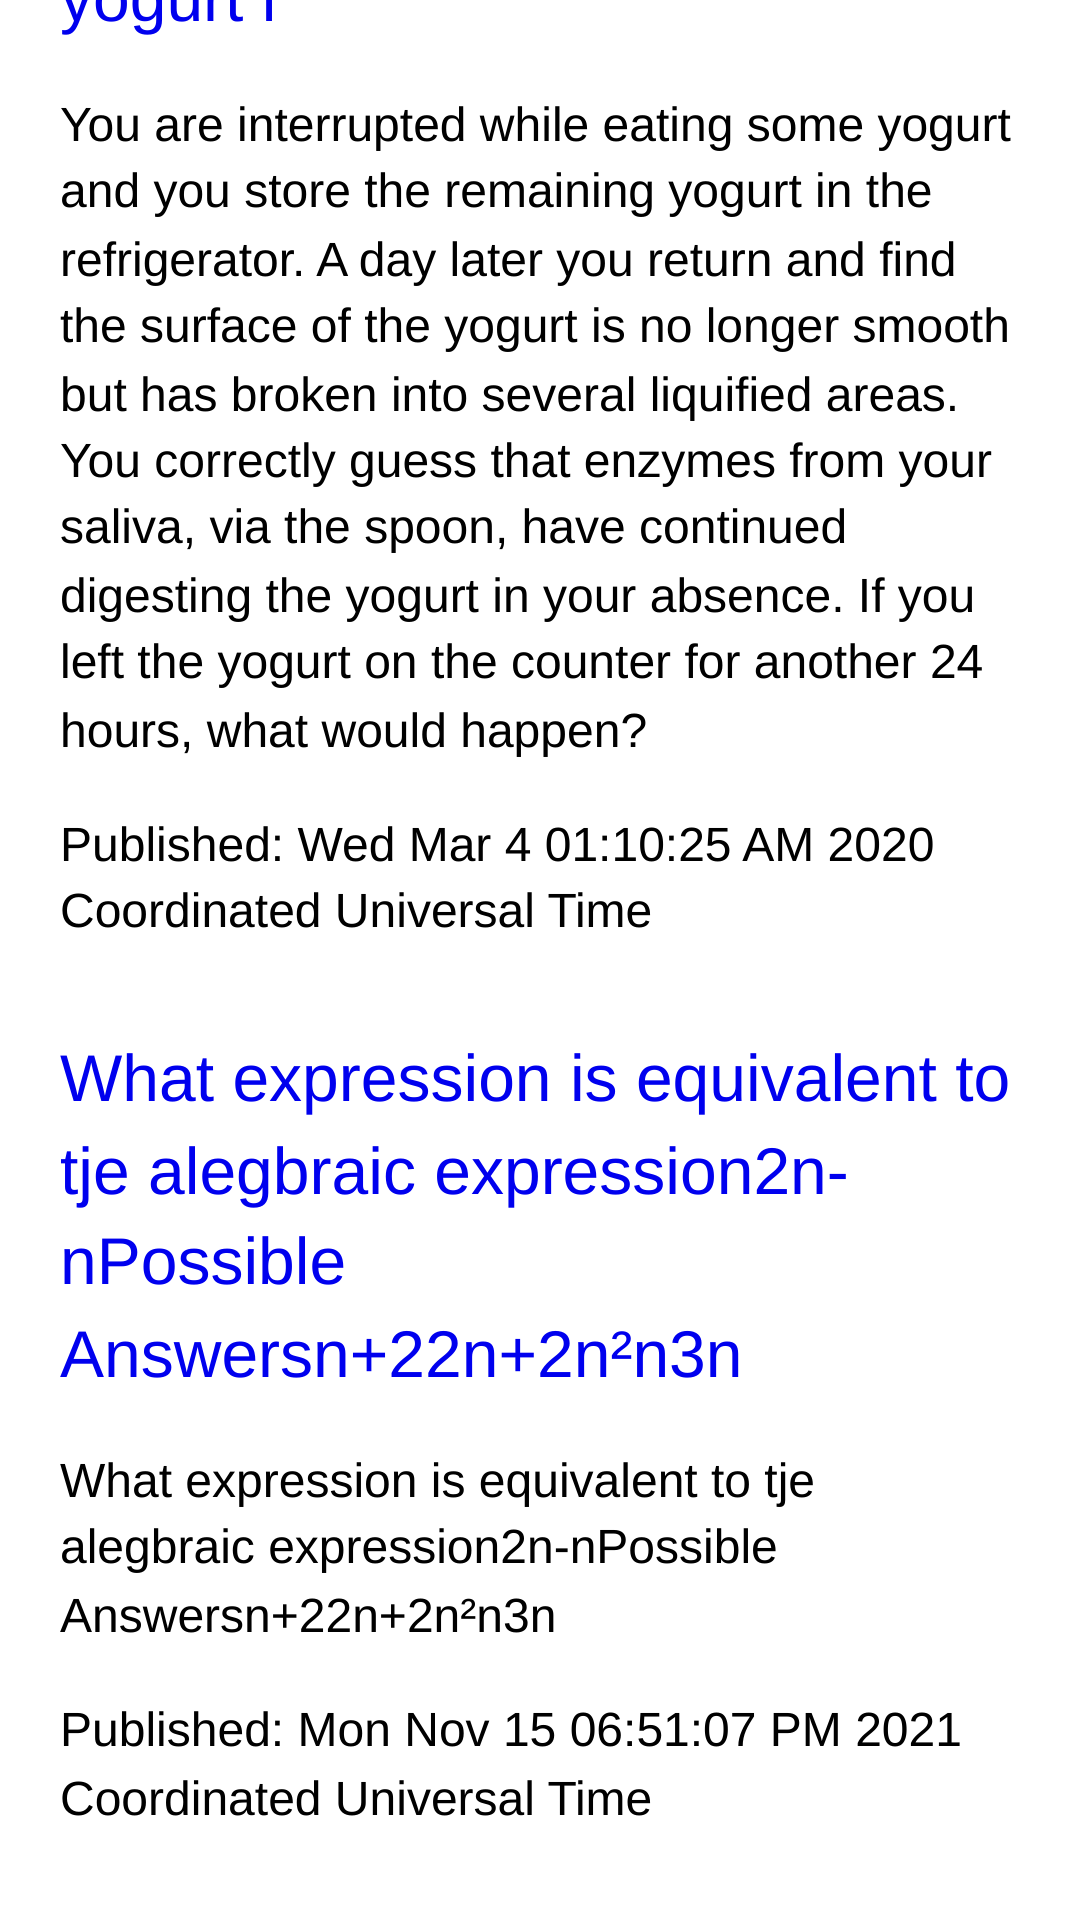 yogurt i
You are interrupted while eating some yogurt
and you store the remaining yogurt in the
refrigerator. A day later you return and find
the surface of the yogurt is no longer smooth
but has broken into several liquified areas.
You correctly guess that enzymes from your
saliva, via the spoon, have continued
digesting the yogurt in your absence. If you
left the yogurt on the counter for another 24
hours, what would happen?
Published: Wed Mar 4 01:10:25 AM 2020
Coordinated Universal Time
What expression is equivalent to
tje alegbraic expression2n-
nPossible
Answersn+22n+2n²n3n
What expression is equivalent to tje
alegbraic expression2n-nPossible
Answersn+22n+2n²n3n
Published: Mon Nov 15 06:51:07 PM 2021
Coordinated Universal Time